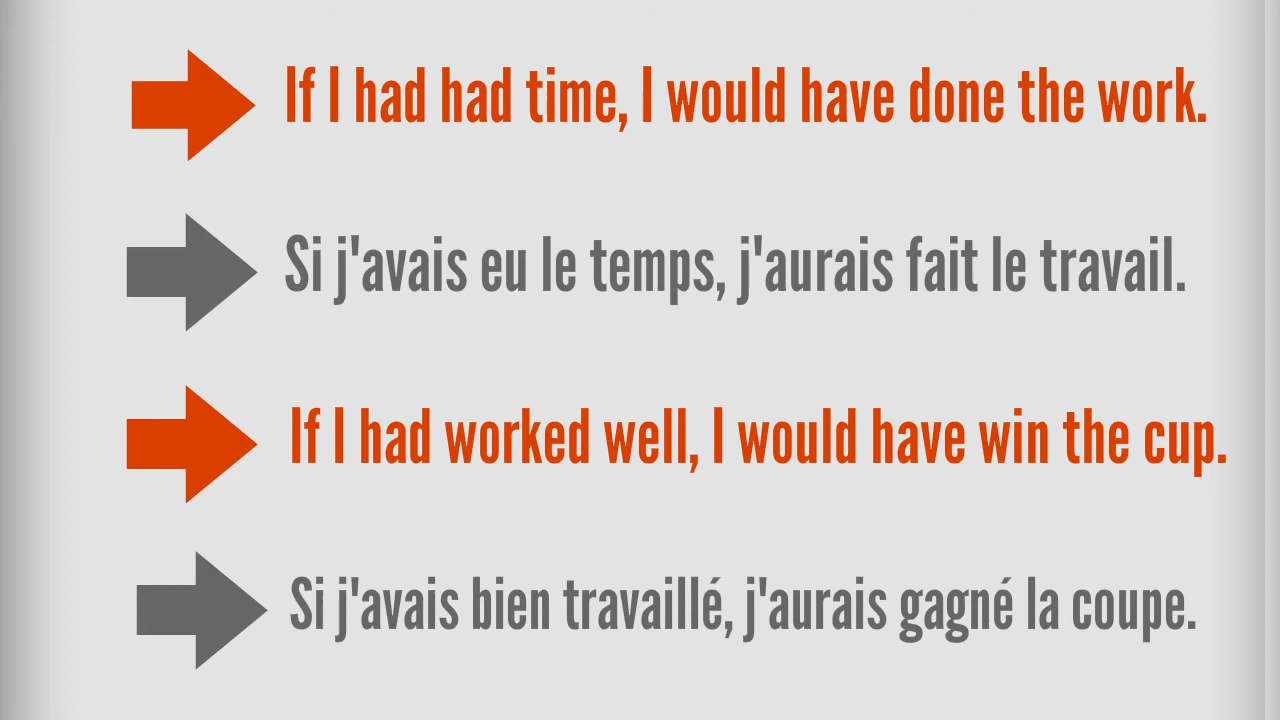 If I had had time, I would have done the work.
Si j'avais eu le temps, j'aurais fait le travail.
If I had worked well, I would have win the cup.
Si j'avais bien travaillé, j'aurais gagné la coupe.